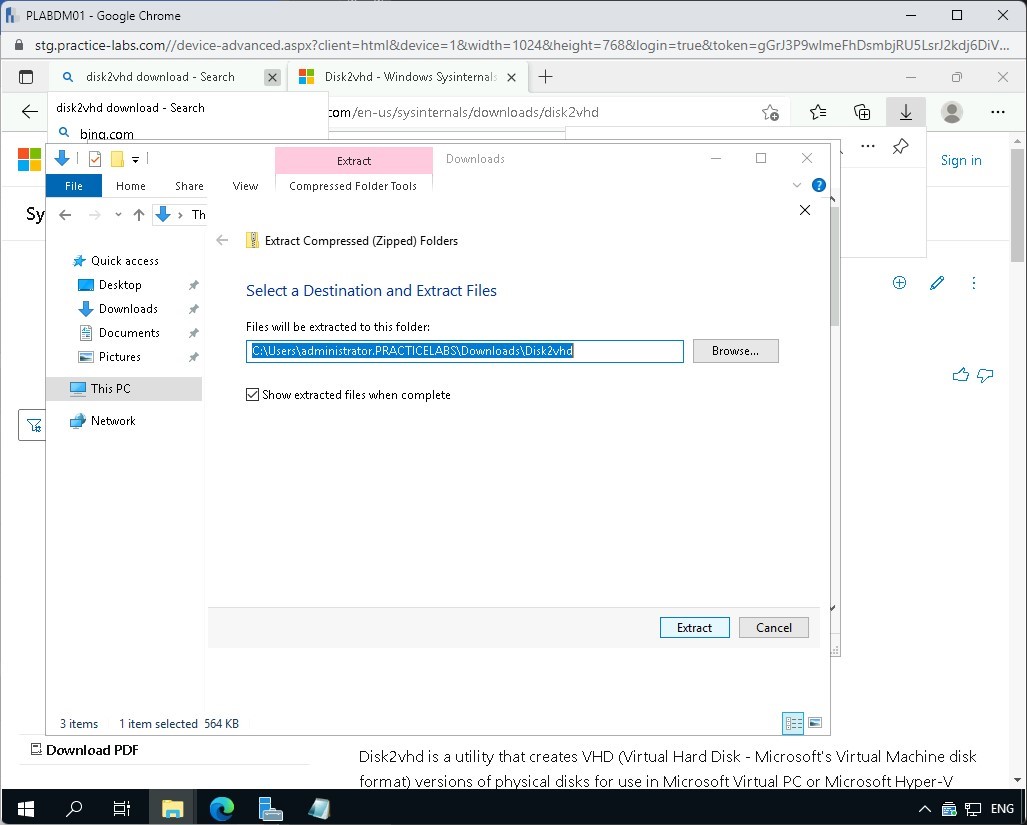 PLABDM01 - Google Chrome
stg.practice-labs.com//device-advanced.aspx?client=html&device=1&width=1024&height=768&login=true&token=gGrJ3P9wlmeFhDsmbjRU5LsrJ2kdj6DiV...
disk2vhd download - Search
Disk2vhd - Windows Sysinternals
disk2vhd download - Search
bing.com
com/en-us/sysinternals/downloads/disk2vhd
Sign in
Sy
Extract
Downloads
File
Home
Share
View
Compressed Folder Tools
Th
Extract Compressed (Zipped) Folders
Quick access
Desktop
Downloads
Documents
Pictures
This PC
Network
Select a Destination and Extract Files
Files will be extracted to this folder:
C:\Users\administrator.PRACTICELABS\Downloads\Disk2vhd
Browse...
Show extracted files when complete
Extract
Cancel
3 items
1 item selected 564 KB
Download PDF
Disk2vhd is a utility that creates VHD (Virtual Hard Disk - Microsoft's Virtual Machine disk
format) versions of physical disks for use in Microsoft Virtual PC or Microsoft Hyper-V
ENG